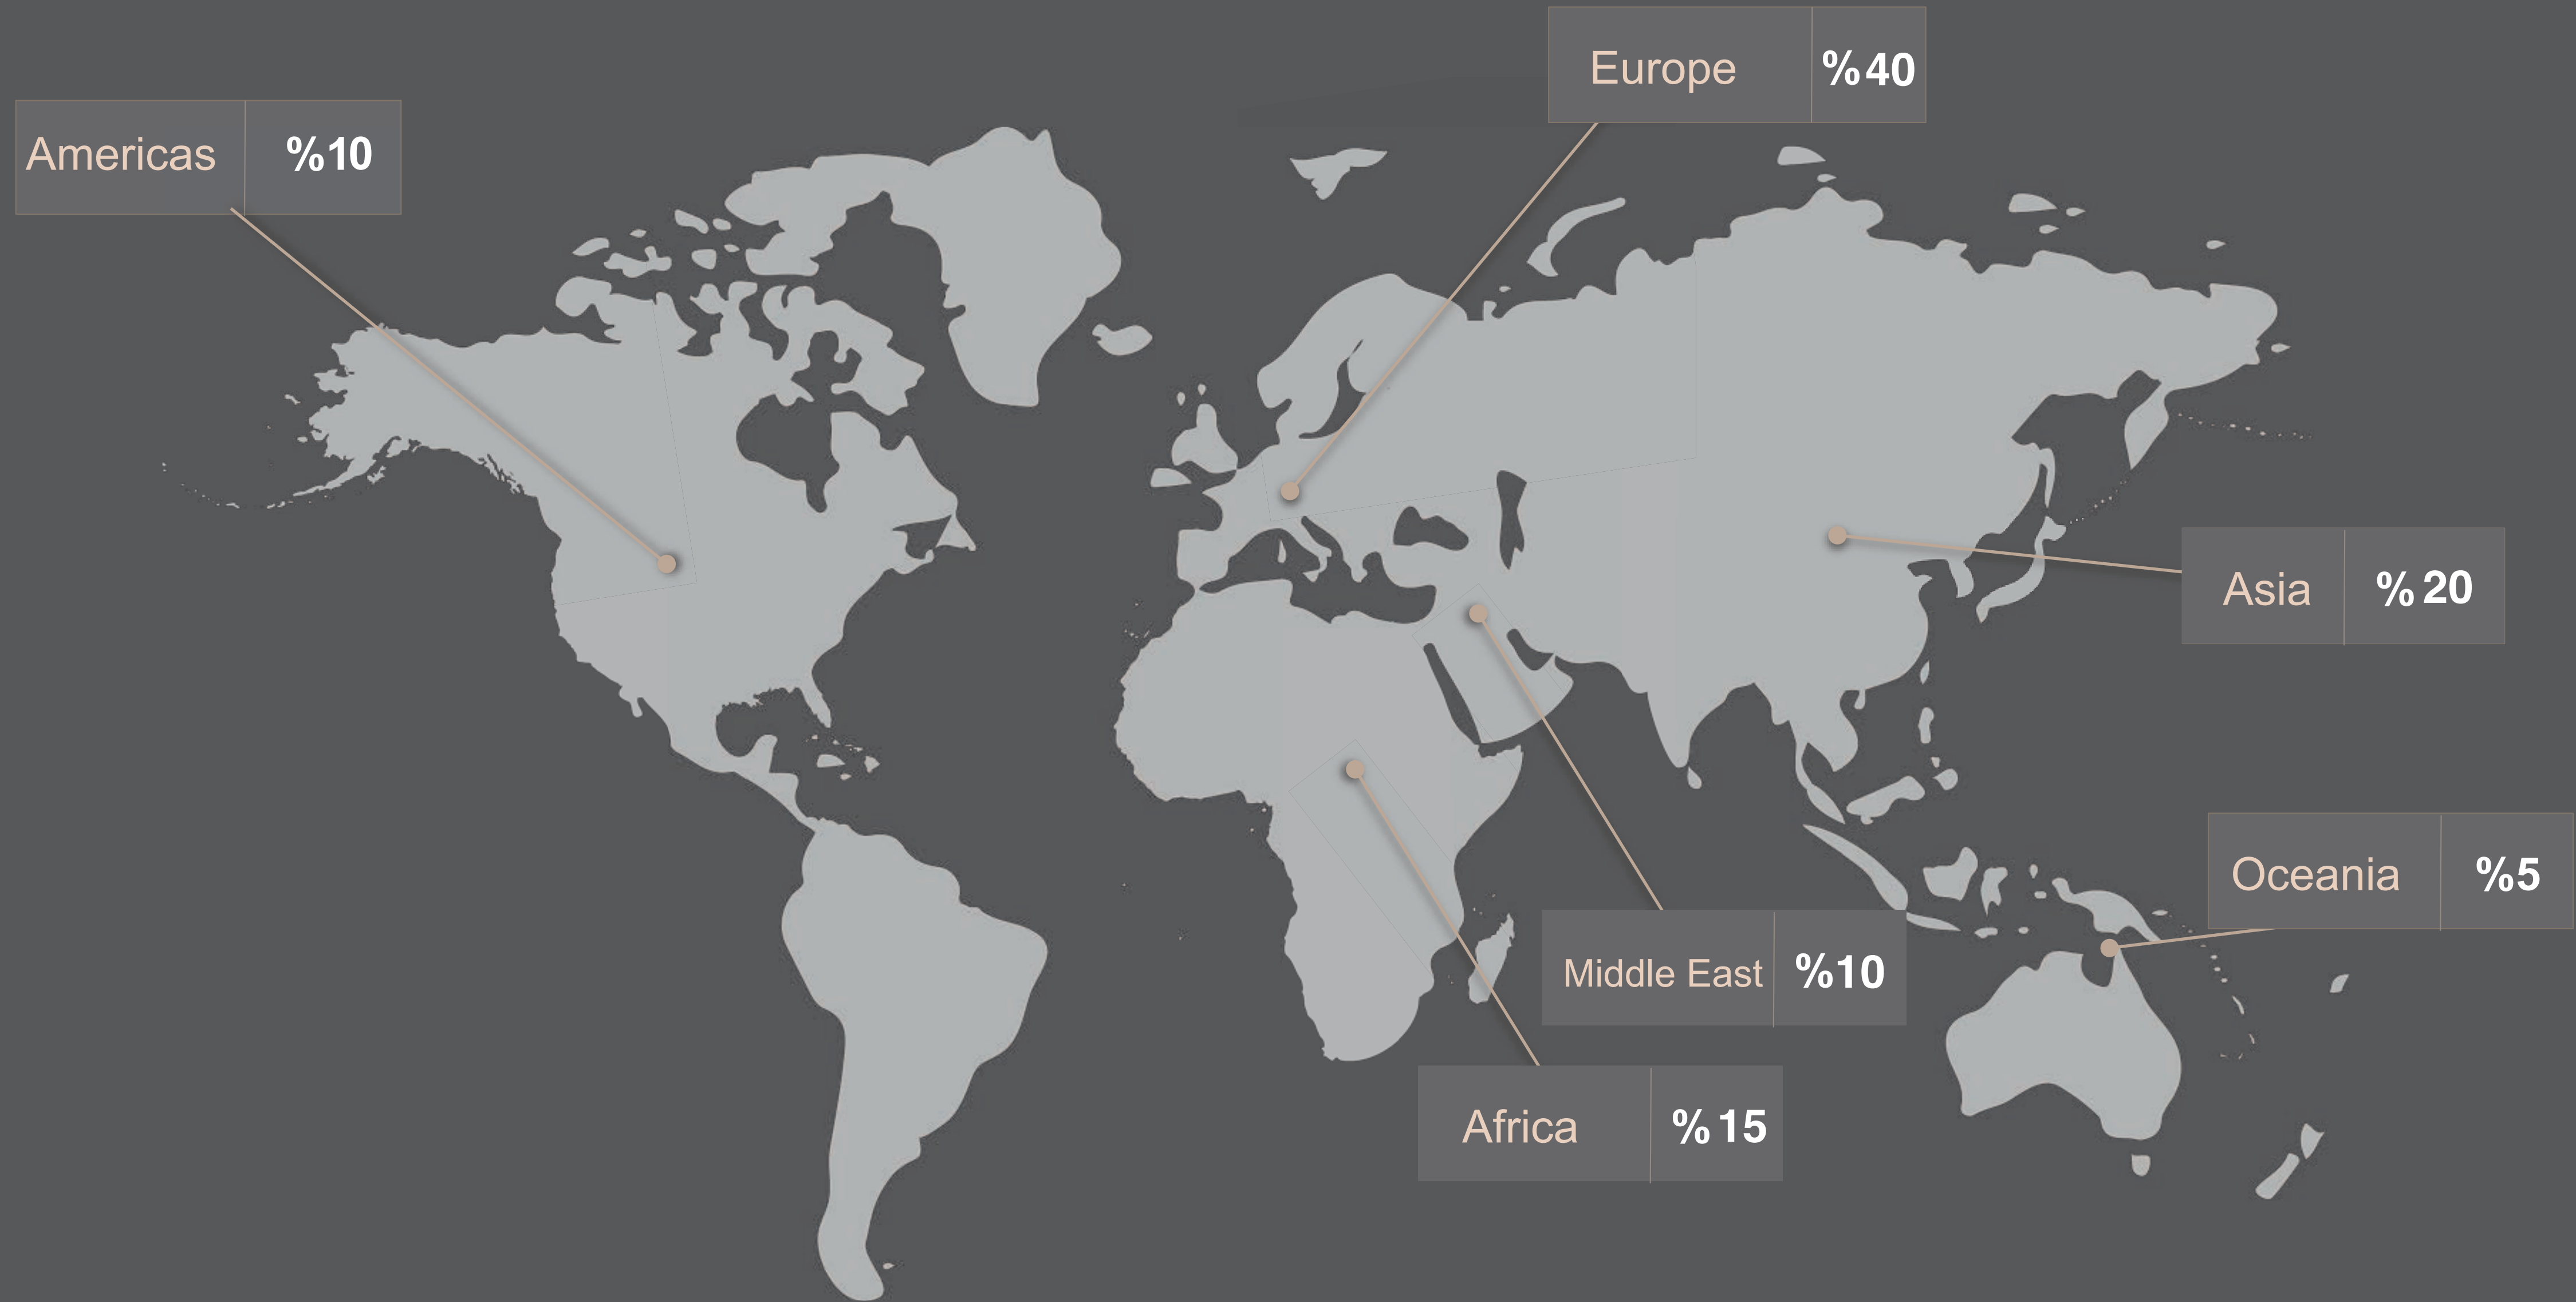 Europe %40
Americas %10
Asia %20
Oceania %5
Middle East %10
Africa %15